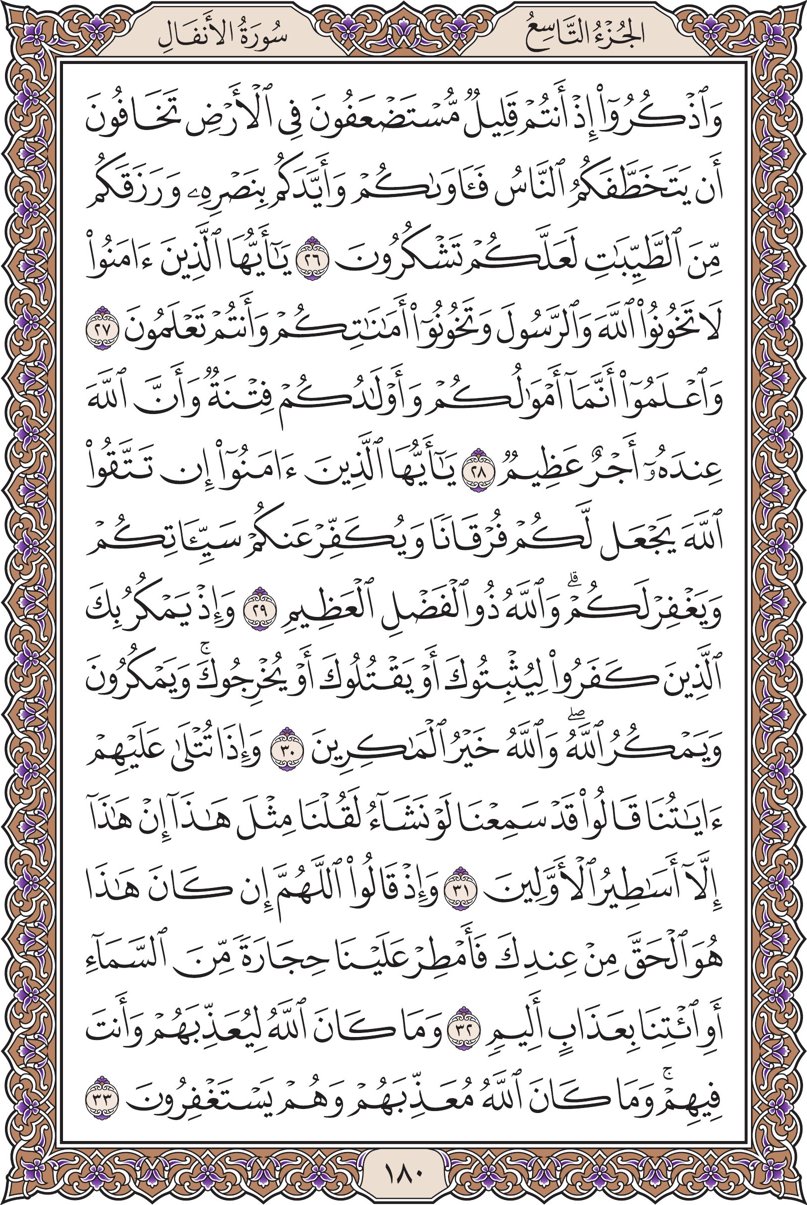 الجُزْءُ التَّاسِعُ
سُورَةُ الأَنفَالِ
وَٱذۡكُرُوٓاْ إِذۡ أَنتُمۡ قَلِيلٞ مُّسۡتَضۡعَفُونَ فِي ٱلۡأَرۡضِ تَخَافُونَ
أَن يَتَخَطَّفَكُمُ ٱلنَّاسُ فَـَٔاوَىٰكُمۡ وَأَيَّدَكُم بِنَصۡرِهِۦ وَرَزَقَكُم
مِّنَ ٱلطَّيِّبَٰتِ لَعَلَّكُمۡ تَشۡكُرُونَ ٢٦ يَٰٓأَيُّهَا ٱلَّذِينَ ءَامَنُواْ
لَا تَخُونُواْ ٱللَّهَ وَٱلرَّسُولَ وَتَخُونُوٓاْ أَمَٰنَٰتِكُمۡ وَأَنتُمۡ تَعۡلَمُونَ ٢٧
وَٱعۡلَمُوٓاْ أَنَّمَآ أَمۡوَٰلُكُمۡ وَأَوۡلَٰدُكُمۡ فِتۡنَةٞ وَأَنَّ ٱللَّهَ
عِندَهُۥٓ أَجۡرٌ عَظِيمٞ ٢٨ يَٰٓأَيُّهَا ٱلَّذِينَ ءَامَنُوٓاْ إِن تَتَّقُواْ
ٱللَّهَ يَجۡعَل لَّكُمۡ فُرۡقَانٗا وَيُكَفِّرۡ عَنكُمۡ سَيِّـَٔاتِكُمۡ
وَيَغۡفِرۡ لَكُمۡۗ وَٱللَّهُ ذُو ٱلۡفَضۡلِ ٱلۡعَظِيمِ ٢٩ وَإِذۡ يَمۡكُرُ بِكَ
ٱلَّذِينَ كَفَرُواْ لِيُثۡبِتُوكَ أَوۡ يَقۡتُلُوكَ أَوۡ يُخۡرِجُوكَۚ وَيَمۡكُرُونَ
وَيَمۡكُرُ ٱللَّهُۖ وَٱللَّهُ خَيۡرُ ٱلۡمَٰكِرِينَ ٣٠ وَإِذَا تُتۡلَىٰ عَلَيۡهِمۡ
ءَايَٰتُنَا قَالُواْ قَدۡ سَمِعۡنَا لَوۡ نَشَآءُ لَقُلۡنَا مِثۡلَ هَٰذَآ إِنۡ هَٰذَآ
إِلَّآ أَسَٰطِيرُ ٱلۡأَوَّلِينَ ٣١ وَإِذۡ قَالُواْ ٱللَّهُمَّ إِن كَانَ هَٰذَا
هُوَ ٱلۡحَقَّ مِنۡ عِندِكَ فَأَمۡطِرۡ عَلَيۡنَا حِجَارَةٗ مِّنَ ٱلسَّمَآءِ
أَوِ ٱئۡتِنَا بِعَذَابٍ أَلِيمٖ ٣٢ وَمَا كَانَ ٱللَّهُ لِيُعَذِّبَهُمۡ وَأَنتَ
فِيهِمۡۚ وَمَا كَانَ ٱللَّهُ مُعَذِّبَهُمۡ وَهُمۡ يَسۡتَغۡفِرُونَ ٣٣
١٨٠